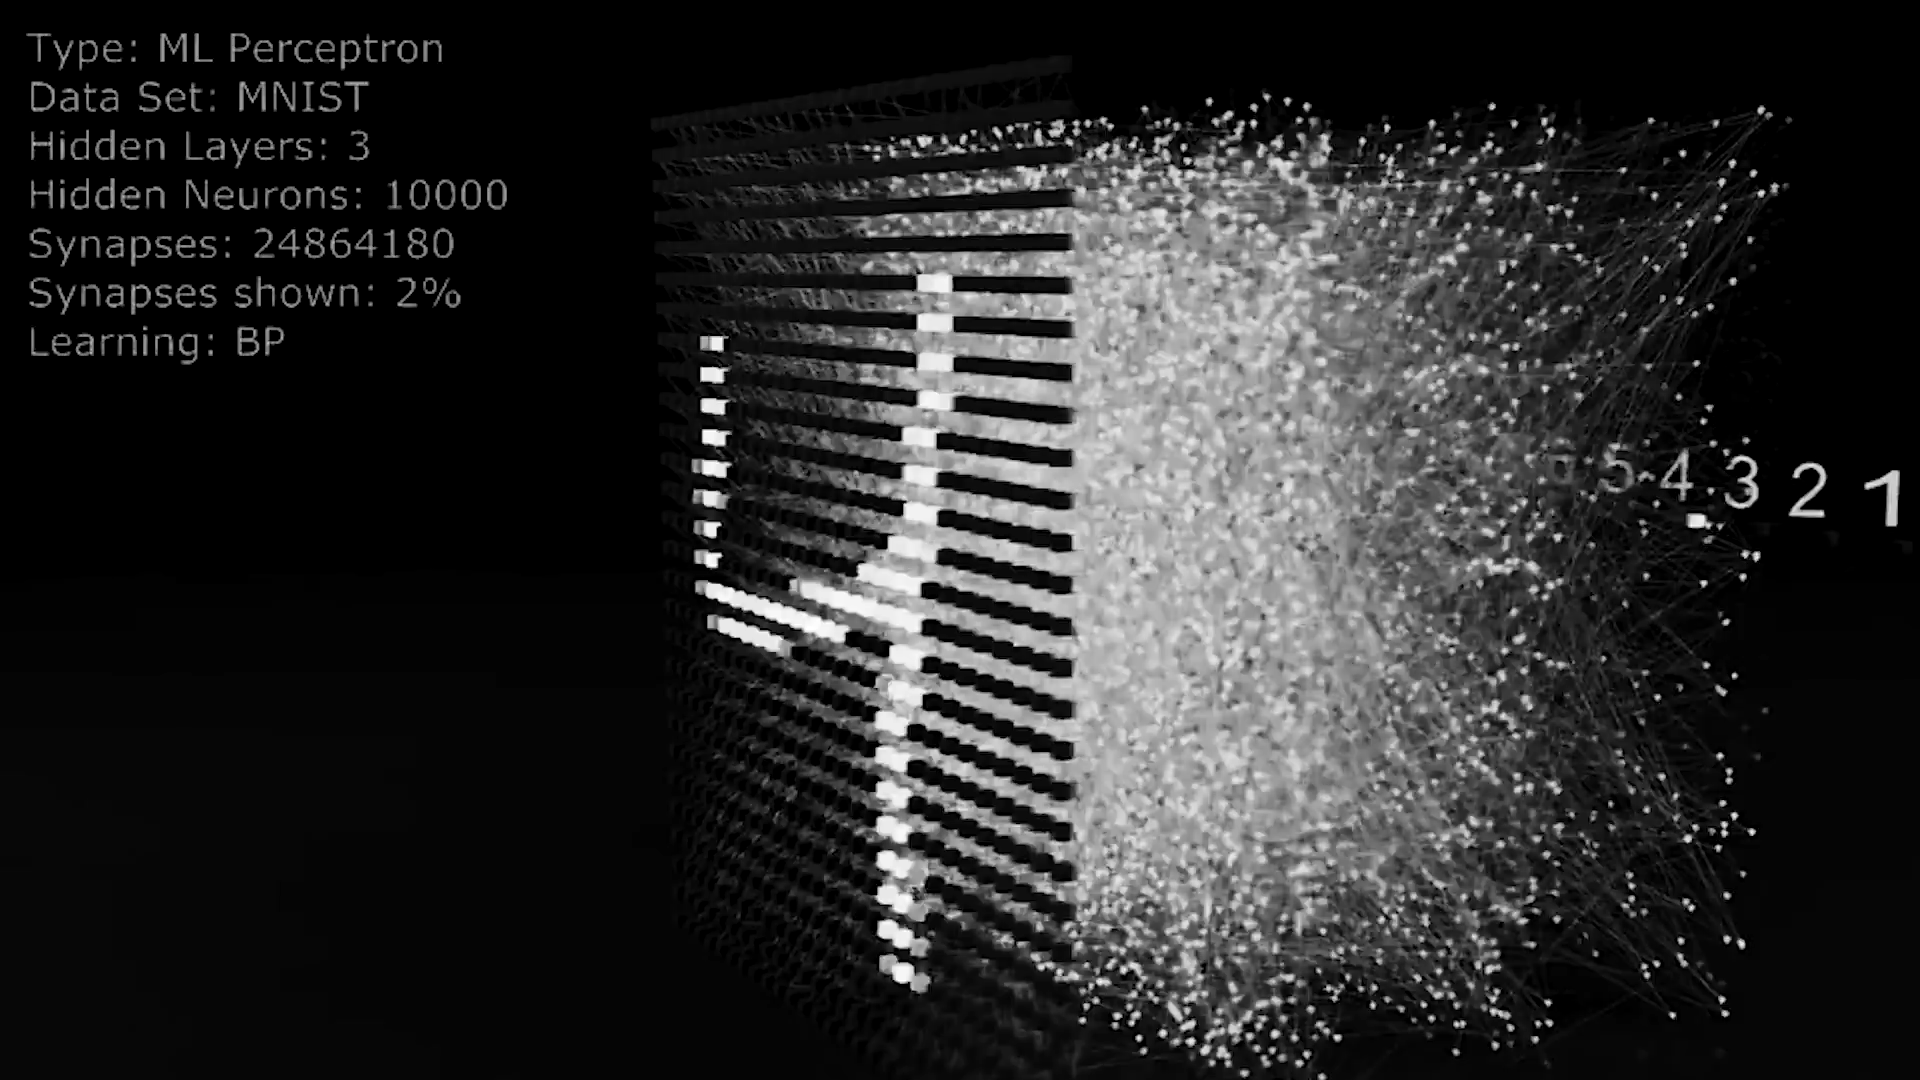 Type: ML Perceptron
Data Set: MNIST
Hidden Layers: 3
Hidden Neurons: 10000
Synapses: 24864180
Synapses shown: 2%
Learning: BP
5 4 3 2 1